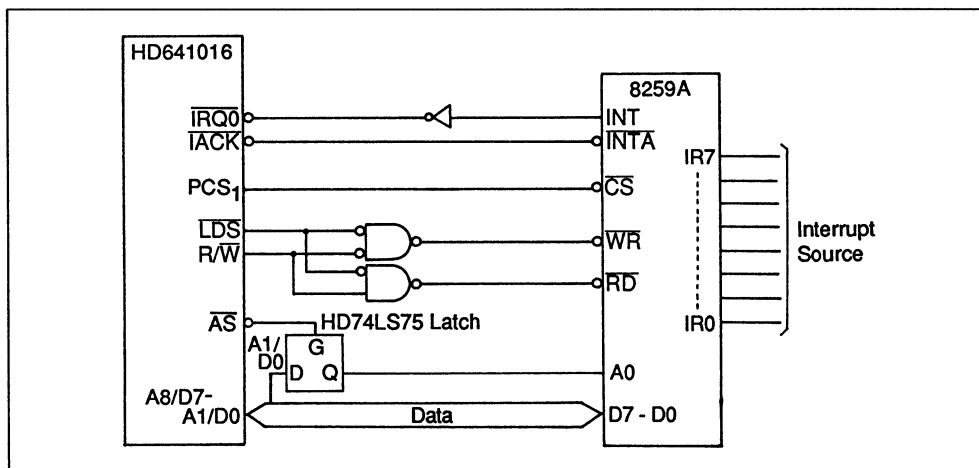 HD641016
8259A
IRQ0
INT
IACK
INTA
IR7
PCS1
CS
LDS
WR
R/W
Interrupt
Source
RD
AS
HD74LS75 Latch
IR0
A1/
D0
G
D
Q
A0
A8/D7-
A1/D0
Data
D7 - D0